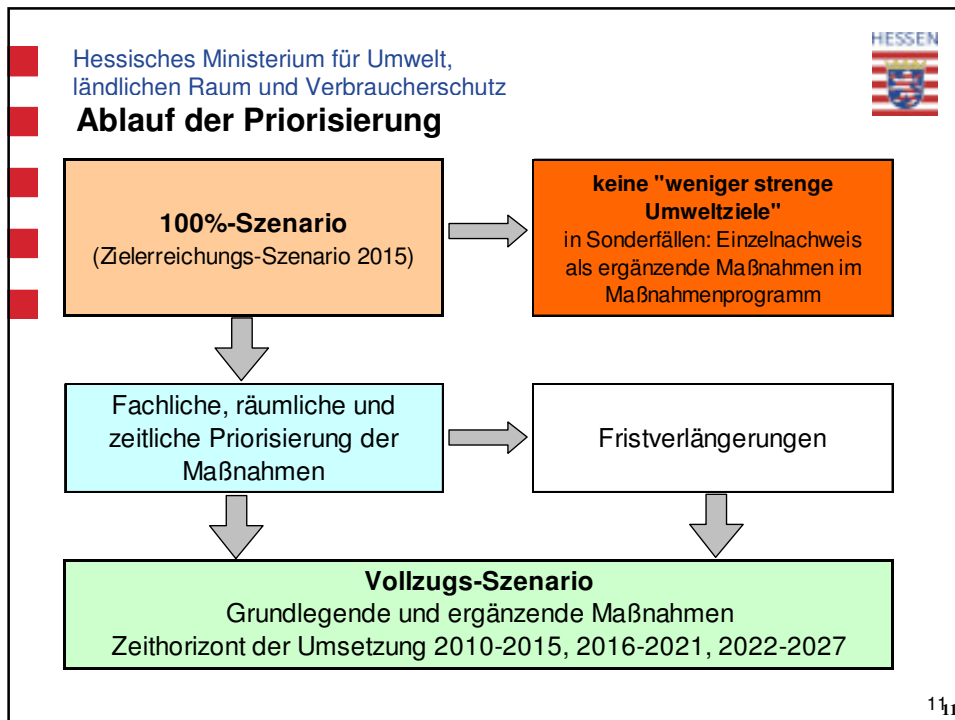 Hessisches Ministerium für Umwelt,
ländlichen Raum und Verbraucherschutz
HESSEN
Ablauf der Priorisierung
100%-Szenario
(Zielerreichungs-Szenario 2015)
keine "weniger strenge
Umweltziele"
in Sonderfällen: Einzelnachweis
als ergänzende Maßnahmen im
Maßnahmenprogramm
Fachliche, räumliche und
zeitliche Priorisierung der
Maßnahmen
Fristverlängerungen
Vollzugs-Szenario
Grundlegende und ergänzende Maßnahmen
Zeithorizont der Umsetzung 2010-2015, 2016-2021, 2022-2027
11
11